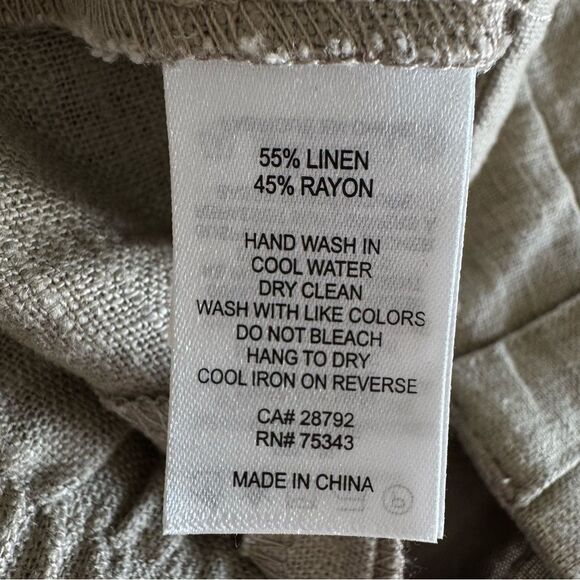 55% LINEN
45% RAYON
HAND WASH IN
COOL WATER
DRY CLEAN
WASH WITH LIKE COLORS
DO NOT BLEACH
HANG TO DRY
COOL IRON ON REVERSE
CA# 28792
RN# 75343
MADE IN CHINA